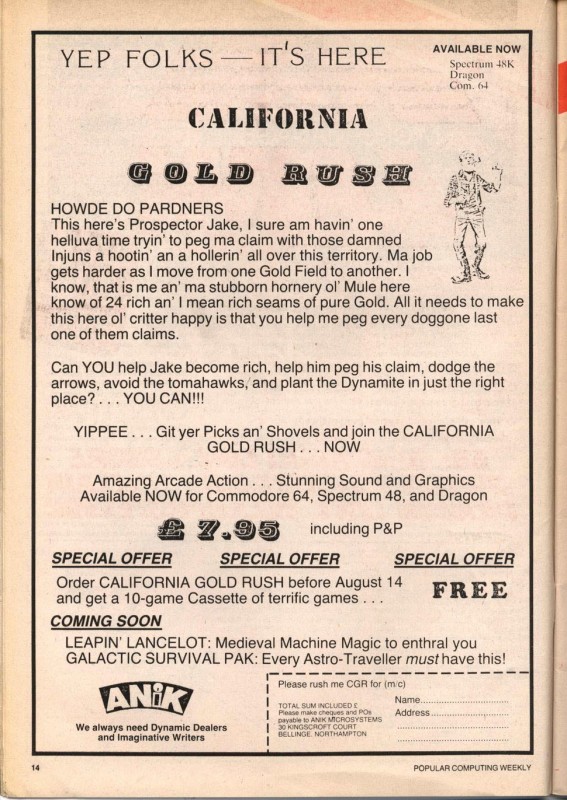 YEP FOLKS — IT'S HERE
AVAILABLE NOW
Spectrum 48K
Dragon
Com. 64
CALIFORNIA
GOLD RUSH
HOWDE DO PARDNERS
This here's Prospector Jake, I sure am havin' one
helluva time tryin' to peg ma claim with those damned
Injuns a hootin' an a hollerin' all over this territory. Ma job
gets harder as I move from one Gold Field to another. I
know, that is me an' ma stubborn hornery ol' Mule here
know of 24 rich an' I mean rich seams of pure Gold. All it needs to make
this here ol' critter happy is that you help me peg every doggone last
one of them claims.
Can YOU help Jake become rich, help him peg his claim, dodge the
arrows, avoid the tomahawks, and plant the Dynamite in just the right
place? . . . YOU CAN!!!
YIPPEE . . . Git yer Picks an' Shovels and join the CALIFORNIA
GOLD RUSH . . . NOW
Amazing Arcade Action . . . Stunning Sound and Graphics
Available NOW for Commodore 64, Spectrum 48, and Dragon
£ 7.95 including P&P
SPECIAL OFFER SPECIAL OFFER SPECIAL OFFER
Order CALIFORNIA GOLD RUSH before August 14
and get a 10-game Cassette of terrific games . . .
FREE
COMING SOON
LEAPIN' LANCELOT: Medieval Machine Magic to enthral you
GALACTIC SURVIVAL PAK: Every Astro-Traveller must have this!
ANiK
We always need Dynamic Dealers
and Imaginative Writers
Please rush me CGR for (m/c)
TOTAL SUM INCLUDED £
Please make cheques and POs
payable to ANIK MICROSYSTEMS
30 KINGSCROFT COURT
BELLINGE, NORTHAMPTON
Name..............................
Address..........................
14
POPULAR COMPUTING WEEKLY